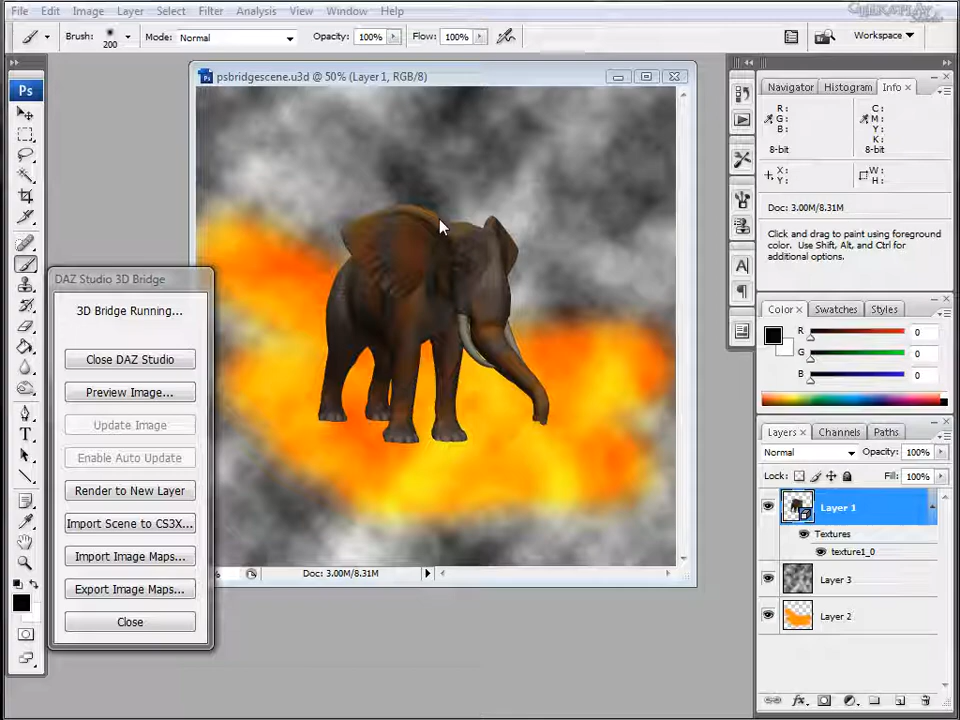 File Edit Image Layer Select Filter Analysis View Window Help
Brush: 200 Mode: Normal Opacity: 100% Flow: 100% Workspace
psbridgescene.u3d @ 50% (Layer 1, RGB/8)
Ps
Navigator Histogram Info
R: C:
G: M:
B: Y:
K:
8-bit 8-bit
X: W:
Y: H:
Doc: 3.00M/8.31M
Click and drag to paint using foreground
color. Use Shift, Alt, and Ctrl for
additional options.
Color Swatches Styles
R 0
G 0
B 0
Layers Channels Paths
Normal Opacity: 100%
Lock: Fill: 100%
Layer 1
Textures
texture1_0
Layer 3
Layer 2
DAZ Studio 3D Bridge
3D Bridge Running...
Close DAZ Studio
Preview Image...
Update Image
Enable Auto Update
Render to New Layer
Import Scene to CS3X...
Import Image Maps...
Export Image Maps...
Close
% Doc: 3.00M/8.31M
A
T